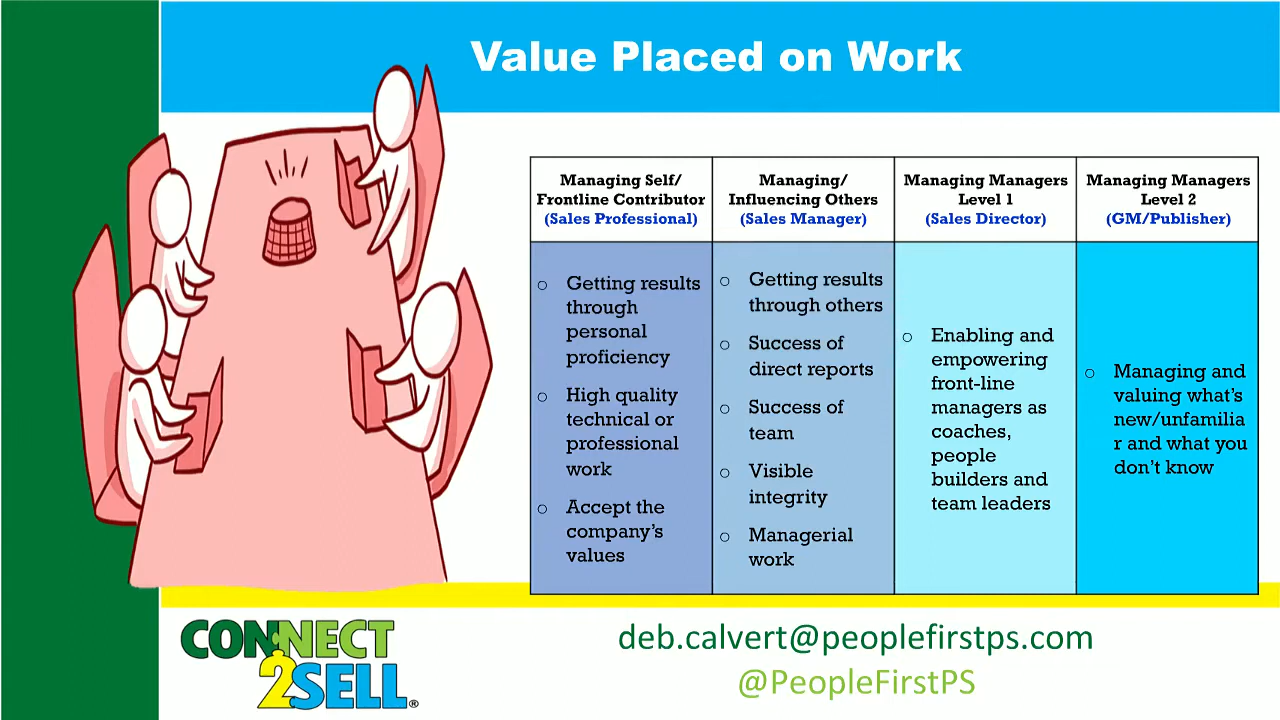 Value Placed on Work
Managing Self/
Frontline Contributor
(Sales Professional)
Managing/
Influencing Others
(Sales Manager)
Managing Managers
Level 1
(Sales Director)
Managing Managers
Level 2
(GM/Publisher)
o Getting results
through
personal
proficiency
o High quality
technical or
professional
work
o Accept the
company's
values
o Getting results
through others
o Success of
direct reports
o Success of
team
o Visible
integrity
o Managerial
work
o Enabling and
empowering
front-line
managers as
coaches,
people
builders and
team leaders
o Managing and
valuing what's
new/unfamilia
r and what you
don't know
CONNECT
2SELL®
deb.calvert@peoplefirstps.com
@PeopleFirstPS